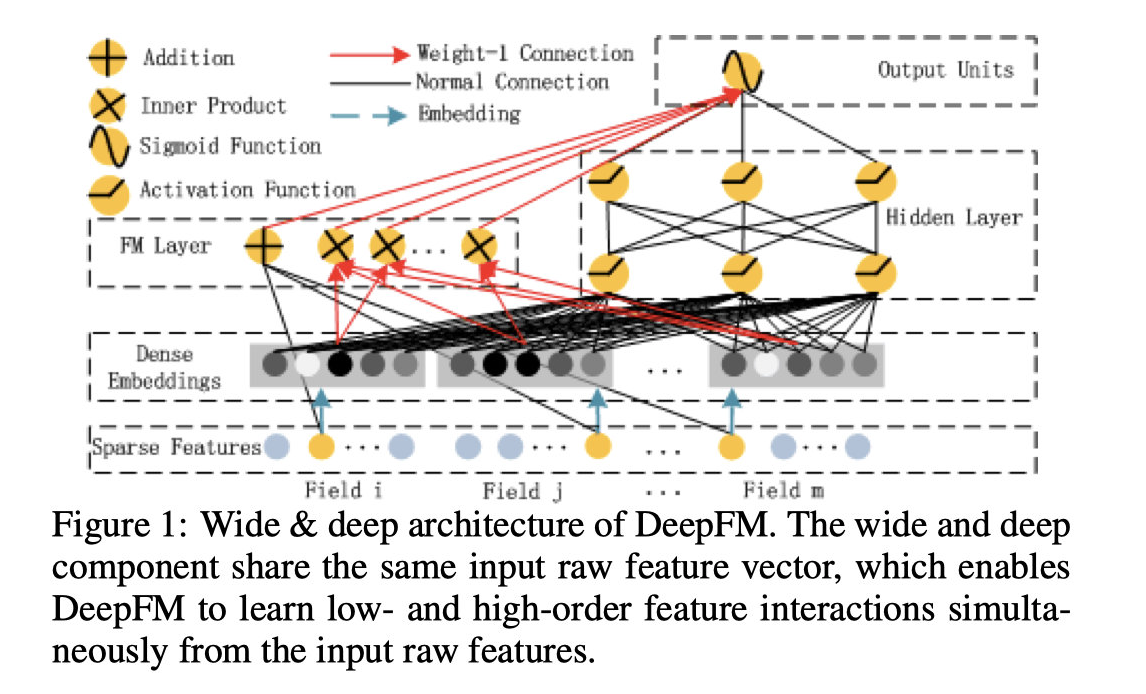 Addition
Inner Product
Sigmoid Function
Activation Function
Weight-1 Connection
Normal Connection
Embedding
Output Units
Hidden Layer
FM Layer
...
Dense
Embeddings
...
Sparse Features
...
...
...
...
...
Field i
Field j
...
Field m
Figure 1: Wide & deep architecture of DeepFM. The wide and deep
component share the same input raw feature vector, which enables
DeepFM to learn low- and high-order feature interactions simulta-
neously from the input raw features.